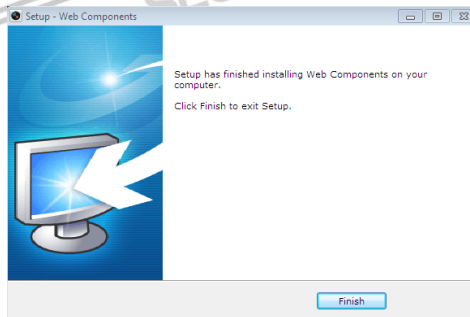 Setup - Web Components
Setup has finished installing Web Components on your
computer.
Click Finish to exit Setup.
Finish